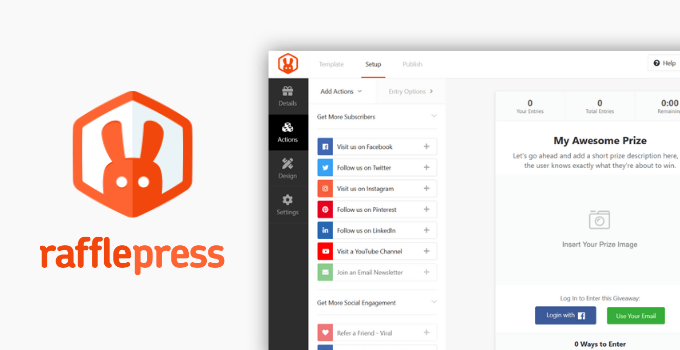 rafflepress
Template Setup Publish
Help
Details
Actions
Design
Settings
Add Actions
Entry Options
Get More Subscribers
Visit us on Facebook
Follow us on Twitter
Visit us on Instagram
Follow us on Pinterest
Follow us on LinkedIn
Visit a YouTube Channel
Join an Email Newsletter
Get More Social Engagement
Refer a Friend - Viral
0 0 0:00
Your Entries Total Entries
My Awesome Prize
Let's go ahead and add a short prize description here,
the user knows exactly what they're about to win.
Insert Your Prize Image
Log In to Enter this Giveaway:
Login with
Use Your Email
0 Ways to Enter